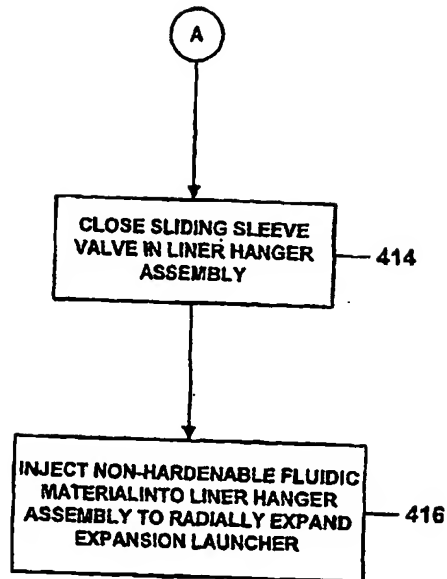 A
CLOSE SLIDING SLEEVE
VALVE IN LINER HANGER
ASSEMBLY
414
INJECT NON-HARDENABLE FLUIDIC
MATERIALINTO LINER HANGER
ASSEMBLY TO RADIALLY EXPAND
EXPANSION LAUNCHER
416